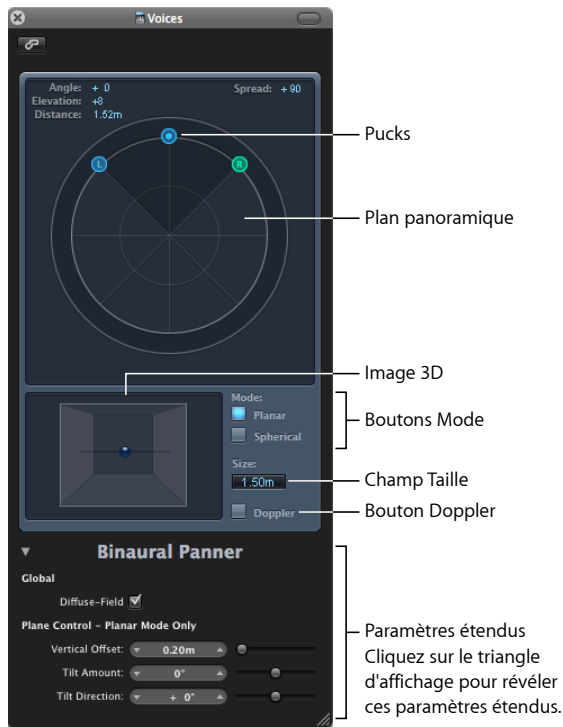 Voices
Angle: + 0
Elevation: +8
Distance: 1.52m
Spread: + 90
L
R
Pucks
Plan panoramique
Image 3D
Mode:
Planar
Spherical
Boutons Mode
Size:
1.50m
Champ Taille
Doppler
Bouton Doppler
Binaural Panner
Global
Diffuse-Field
Plane Control – Planar Mode Only
Vertical Offset: 0.20m
Tilt Amount: 0°
Tilt Direction: + 0°
Paramètres étendus
Cliquez sur le triangle
d'affichage pour révéler
ces paramètres étendus.